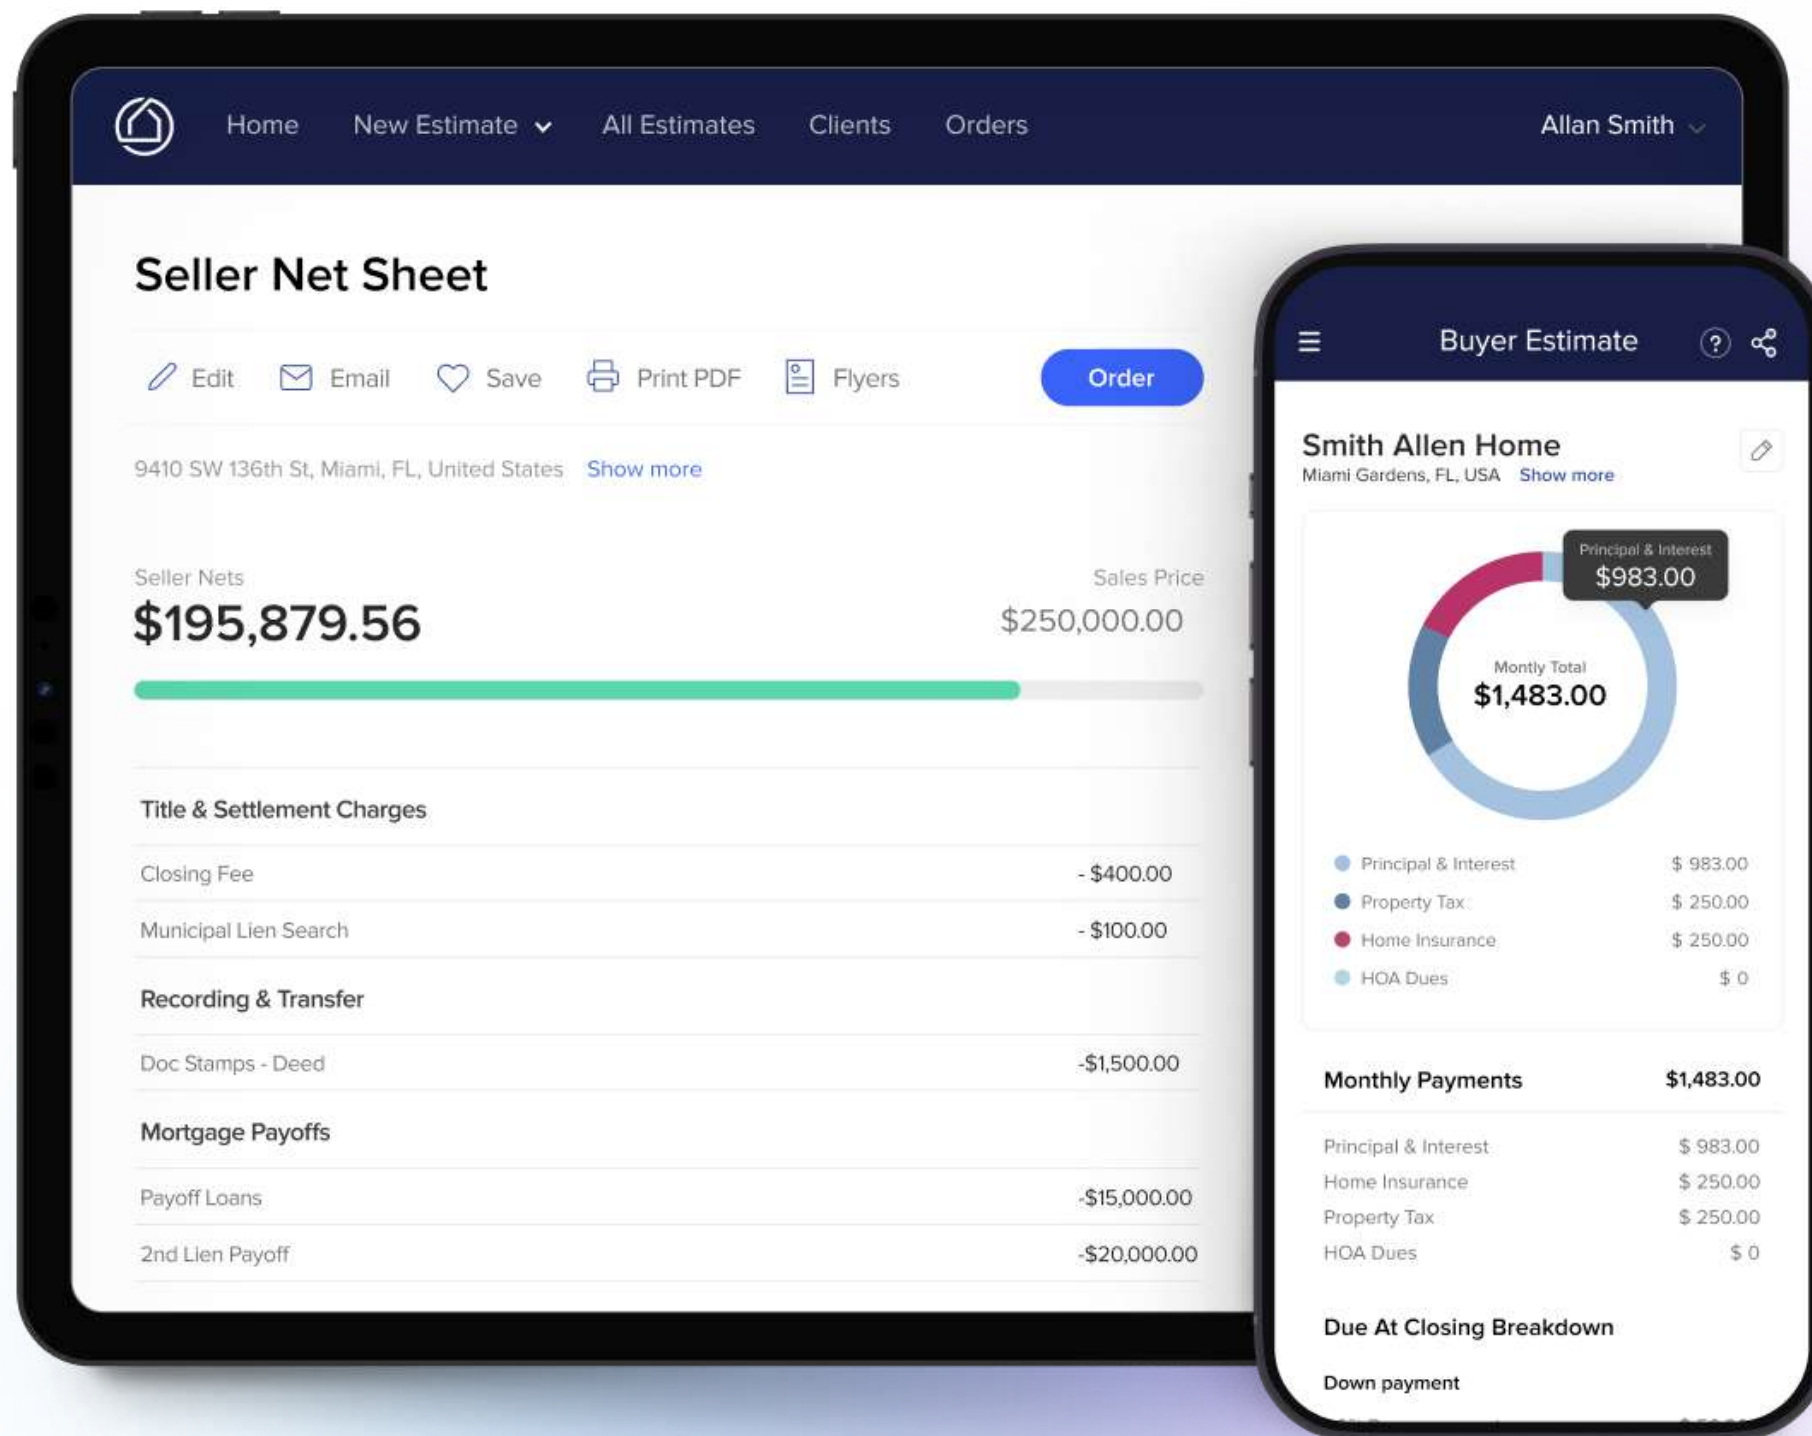 Home New Estimate All Estimates Clients Orders Allan Smith
Seller Net Sheet
Edit Email Save Print PDF Flyers Order
9410 SW 136th St, Miami, FL, United States Show more
Seller Nets Sales Price
$195,879.56 $250,000.00
Title & Settlement Charges
Closing Fee - $400.00
Municipal Lien Search - $100.00
Recording & Transfer
Doc Stamps - Deed -$1,500.00
Mortgage Payoffs
Payoff Loans -$15,000.00
2nd Lien Payoff -$20,000.00
Buyer Estimate ?
Smith Allen Home
Miami Gardens, FL, USA Show more
Principal & Interest
$983.00
Montly Total
$1,483.00
Principal & Interest $ 983.00
Property Tax $ 250.00
Home Insurance $ 250.00
HOA Dues $ 0
Monthly Payments $1,483.00
Principal & Interest $ 983.00
Home Insurance $ 250.00
Property Tax $ 250.00
HOA Dues $ 0
Due At Closing Breakdown
Down payment